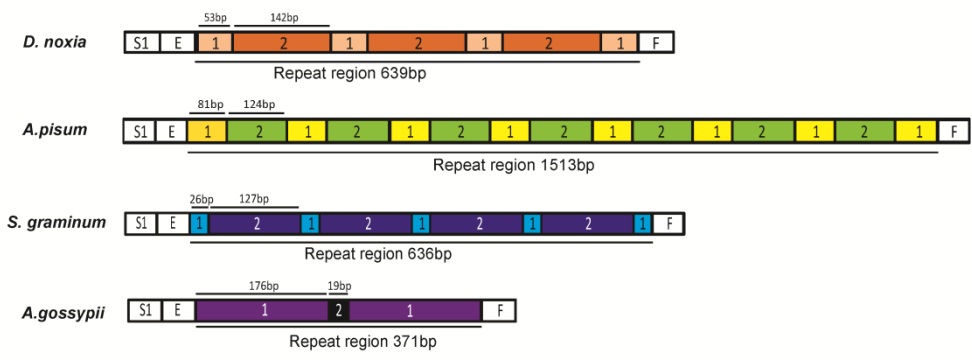 53bp 142bp
D. noxia S1 E 1 2 1 2 1 2 1 F
Repeat region 639bp
81bp 124bp
A.pisum S1 E 1 2 1 2 1 2 1 2 1 2 1 2 1 2 1 F
Repeat region 1513bp
26bp 127bp
S. graminum S1 E 1 2 1 2 1 2 1 2 1 F
Repeat region 636bp
176bp 19bp
A.gossypii S1 E 1 2 1 F
Repeat region 371bp